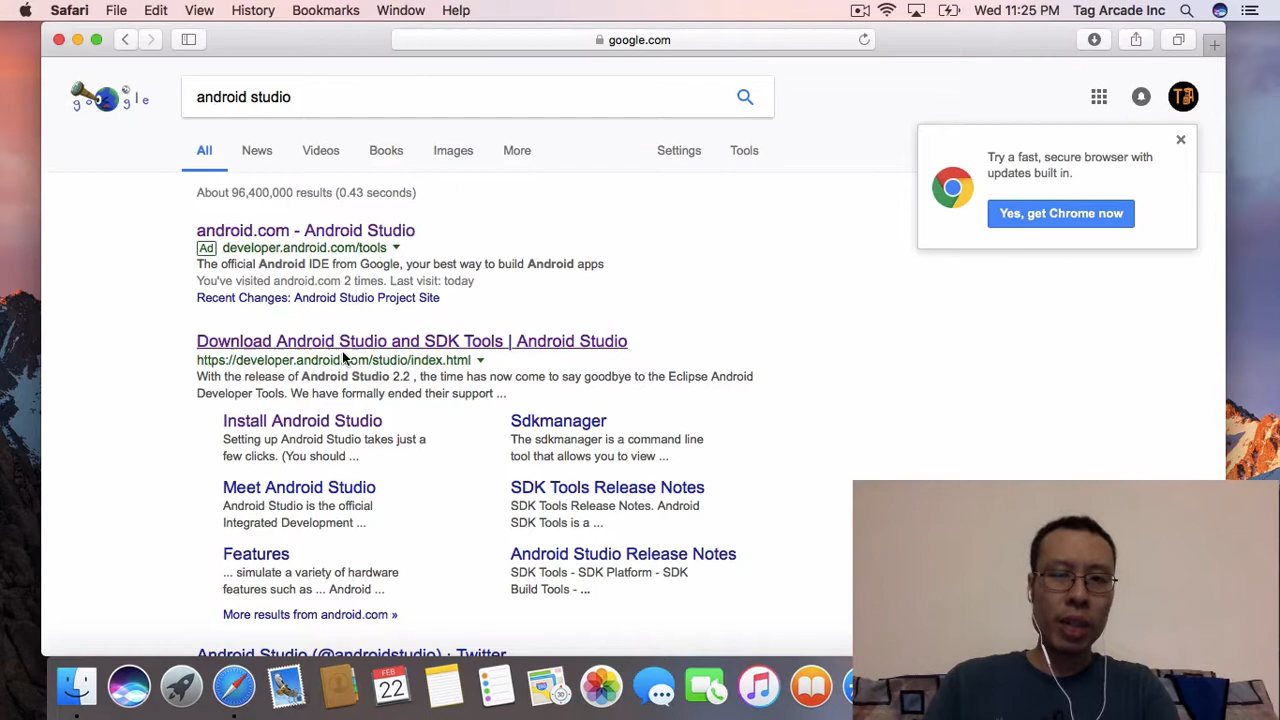 Safari File Edit View History Bookmarks Window Help Wed 11:25 PM Tag Arcade Inc
google.com
google
android studio
All News Videos Books Images More Settings Tools
Try a fast, secure browser with
updates built in.
Yes, get Chrome now
About 96,400,000 results (0.43 seconds)
android.com - Android Studio
Ad developer.android.com/tools
The official Android IDE from Google, your best way to build Android apps
You've visited android.com 2 times. Last visit: today
Recent Changes: Android Studio Project Site
Download Android Studio and SDK Tools | Android Studio
https://developer.android.com/studio/index.html
With the release of Android Studio 2.2 , the time has now come to say goodbye to the Eclipse Android
Developer Tools. We have formally ended their support ...
Install Android Studio
Setting up Android Studio takes just a
few clicks. (You should ...
Sdkmanager
The sdkmanager is a command line
tool that allows you to view ...
Meet Android Studio
Android Studio is the official
Integrated Development ...
SDK Tools Release Notes
SDK Tools Release Notes. Android
SDK Tools is a ...
Features
... simulate a variety of hardware
features such as ... Android ...
Android Studio Release Notes
SDK Tools - SDK Platform - SDK
Build Tools - ...
More results from android.com »
Android Studio (@androidstudio) · Twitter
FEB
22